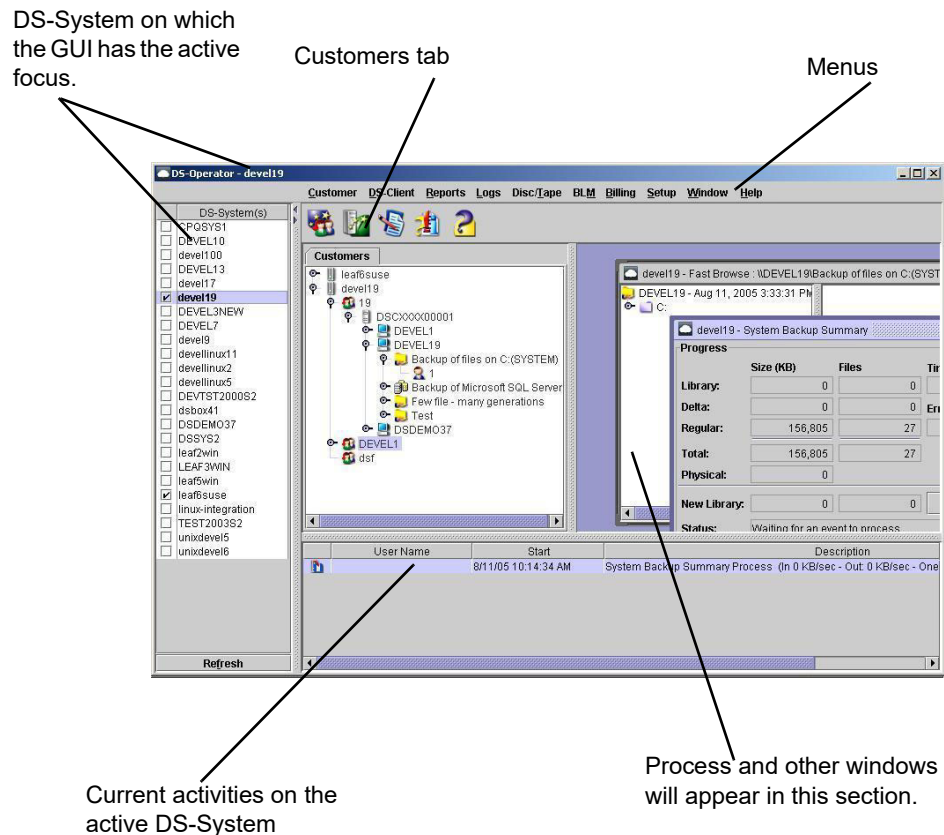 DS-System on which
the GUI has the active
focus.
Customers tab
Menus
DS-Operator - devel19
Customer DS-Client Reports Logs Disc/Tape BLM Billing Setup Window Help
DS-System(s)
CPQSYS1
DEVEL10
devel100
DEVEL13
devel17
devel19
DEVEL3NEW
DEVEL7
devel9
devellinux11
devellinux2
devellinux5
DEVTST2000S2
dsbox41
DSDEMO37
DSSYS2
leaf2win
LEAF3WIN
leaf5win
leaf6suse
linux-integration
TEST2003S2
unixdevel5
unixdevel6
Refresh
Customers
leaf6suse
devel19
19
DSCXXXX00001
DEVEL1
DEVEL19
Backup of files on C:(SYSTEM)
1
Backup of Microsoft SQL Server
Few file - many generations
Test
DSDEMO37
DEVEL1
dsf
devel19 - Fast Browse : \\DEVEL19\Backup of files on C:(SYST
DEVEL19 - Aug 11, 2005 3:33:31 PM
C:
devel19 - System Backup Summary
Progress
Size (KB) Files Tir
Library: 0 0
Delta: 0 0 Err
Regular: 156,805 27
Total: 156,805 27
Physical: 0
New Library: 0 0
Status: Waiting for an event to process
User Name Start Description
8/11/05 10:14:34 AM System Backup Summary Process (In 0 KB/sec - Out: 0 KB/sec - One
Current activities on the
active DS-System
Process and other windows
will appear in this section.